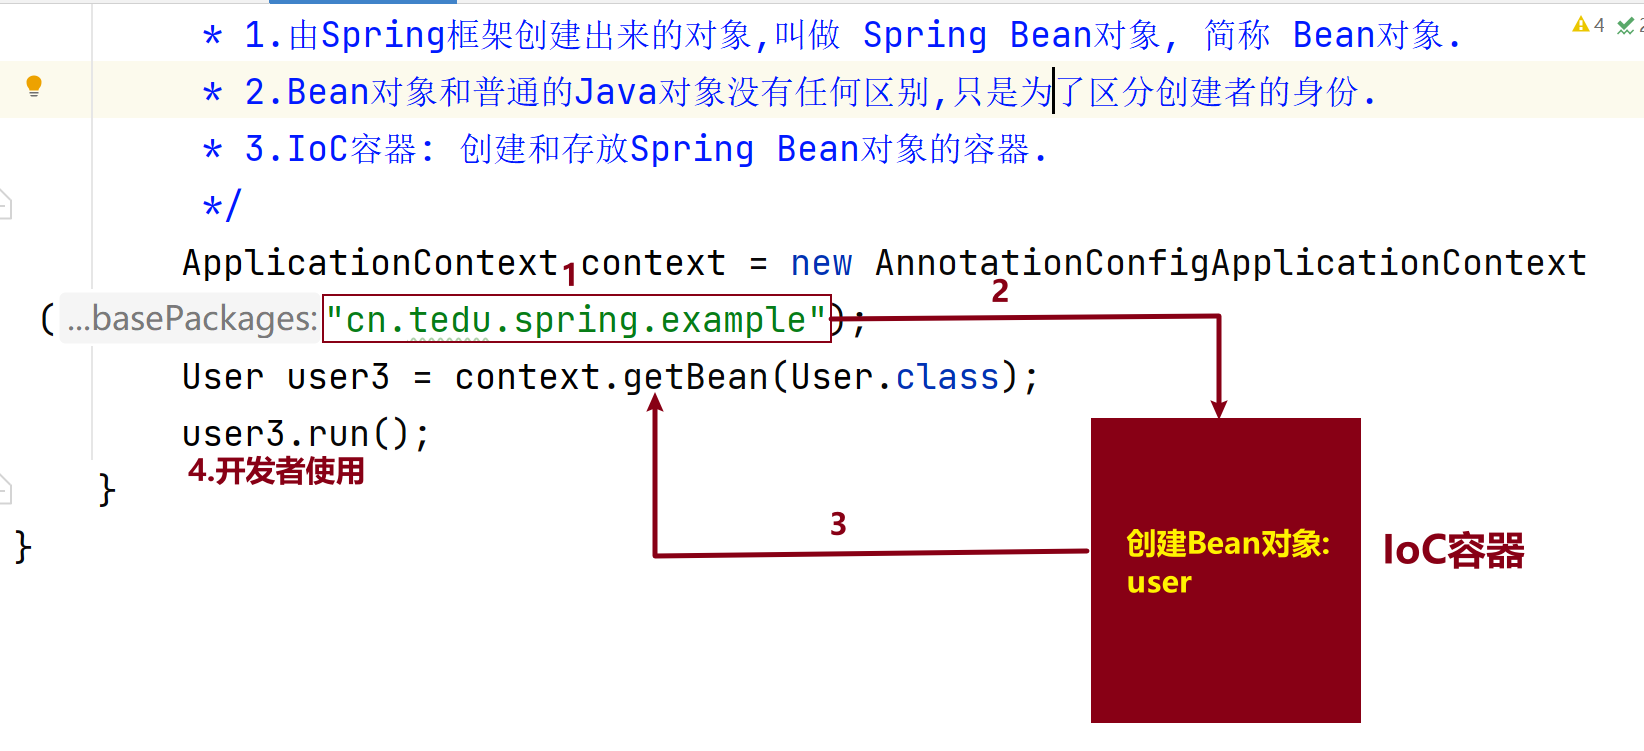 * 1.由Spring框架创建出来的对象,叫做 Spring Bean对象, 简称 Bean对象.
4 2
* 2.Bean对象和普通的Java对象没有任何区别,只是为了区分创建者的身份.
* 3.IoC容器: 创建和存放Spring Bean对象的容器.
*/
ApplicationContext context = new AnnotationConfigApplicationContext
1
2
(...basePackages: "cn.tedu.spring.example");
User user3 = context.getBean(User.class);
user3.run();
4.开发者使用
}
3
}
创建Bean对象:
user
IoC容器